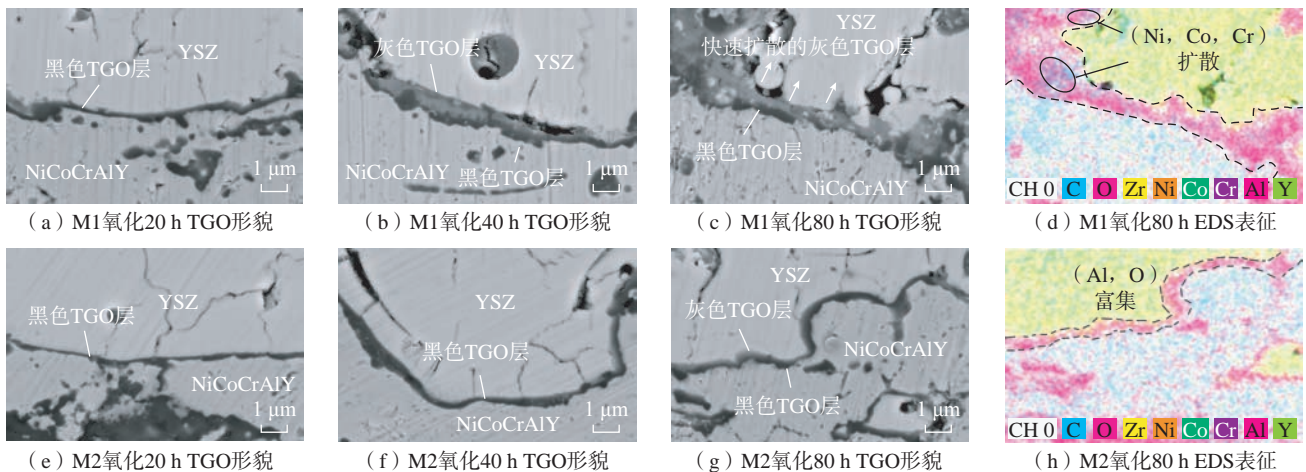 YSZ
黑色TGO层
NiCoCrAlY
1 μm
(a) M1氧化20 h TGO形貌
灰色TGO层
YSZ
NiCoCrAlY
黑色TGO层
1 μm
(b) M1氧化40 h TGO形貌
YSZ
快速扩散的灰色TGO层
黑色TGO层
1 μm
NiCoCrAlY
(c) M1氧化80 h TGO形貌
(Ni, Co, Cr)
扩散
CH 0 C O Zr Ni Co Cr Al Y
(d) M1氧化80 h EDS表征
黑色TGO层
YSZ
NiCoCrAlY
1 μm
(e) M2氧化20 h TGO形貌
YSZ
黑色TGO层
NiCoCrAlY
1 μm
(f) M2氧化40 h TGO形貌
YSZ
灰色TGO层
NiCoCrAlY
黑色TGO层
1 μm
(g) M2氧化80 h TGO形貌
(Al, O)
富集
CH 0 C O Zr Ni Co Cr Al Y
(h) M2氧化80 h EDS表征